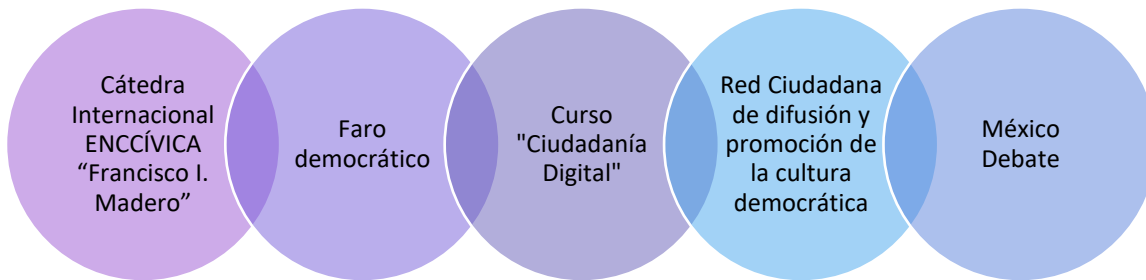 Cátedra
Internacional
ENCCÍVICA
“Francisco I.
Madero”
Faro
democrático
Curso
"Ciudadanía
Digital"
Red Ciudadana
de difusión y
promoción de
la cultura
democrática
México
Debate